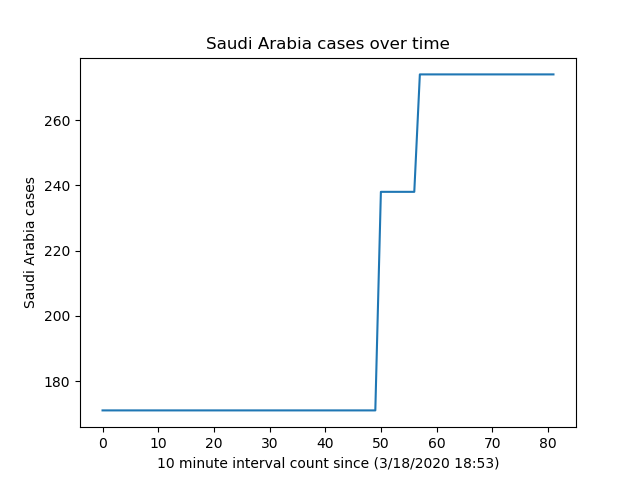 Saudi Arabia cases over time
260
240
220
200
180
Saudi Arabia cases
0 10 20 30 40 50 60 70 80
10 minute interval count since (3/18/2020 18:53)